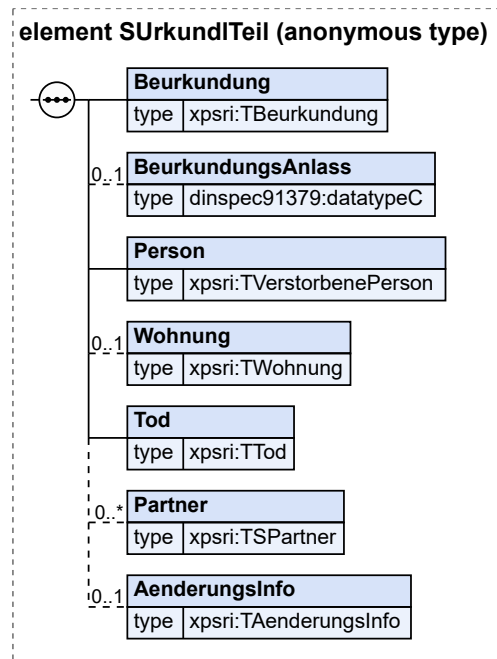 element SUrkundlTeil (anonymous type)
Beurkundung
type xpsri:TBeurkundung
0..1
BeurkundungsAnlass
type dinspec91379:datatypeC
Person
type xpsri:TVerstorbenePerson
0..1
Wohnung
type xpsri:TWohnung
Tod
type xpsri:TTod
0..*
Partner
type xpsri:TSPartner
0..1
AenderungsInfo
type xpsri:TAenderungsInfo